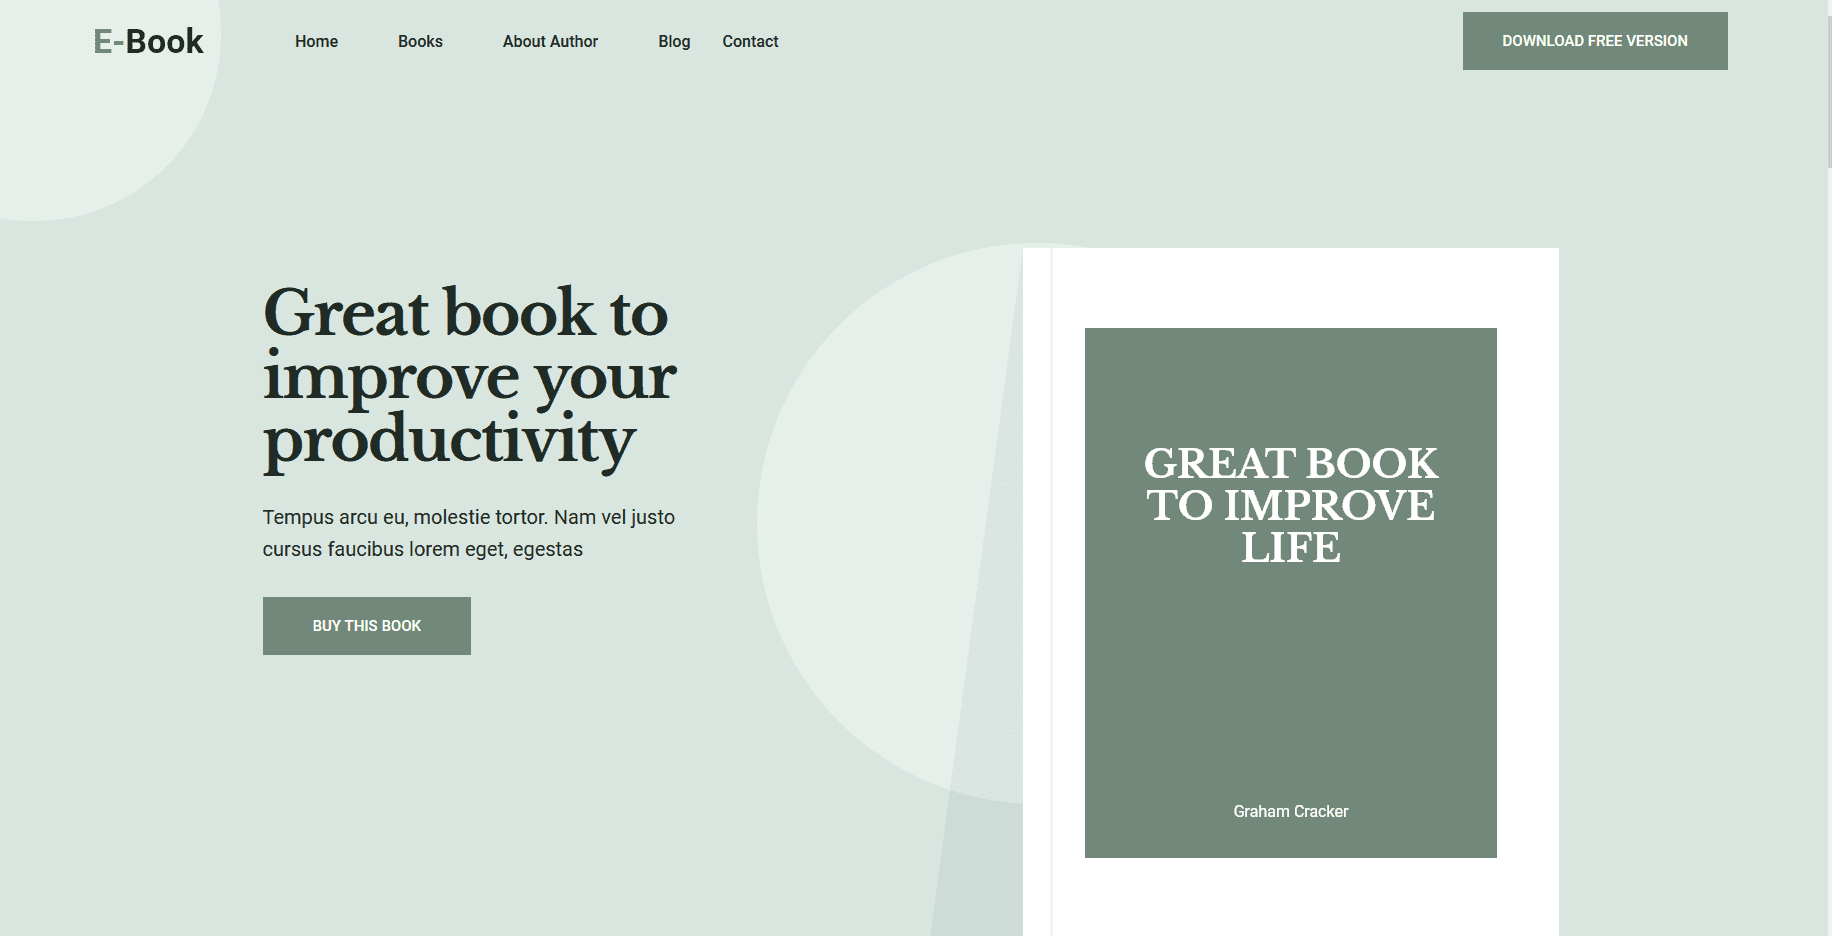 E-Book Home Books About Author Blog Contact DOWNLOAD FREE VERSION
Great book to
improve your
productivity
Tempus arcu eu, molestie tortor. Nam vel justo
cursus faucibus lorem eget, egestas
BUY THIS BOOK
GREAT BOOK
TO IMPROVE
LIFE
Graham Cracker